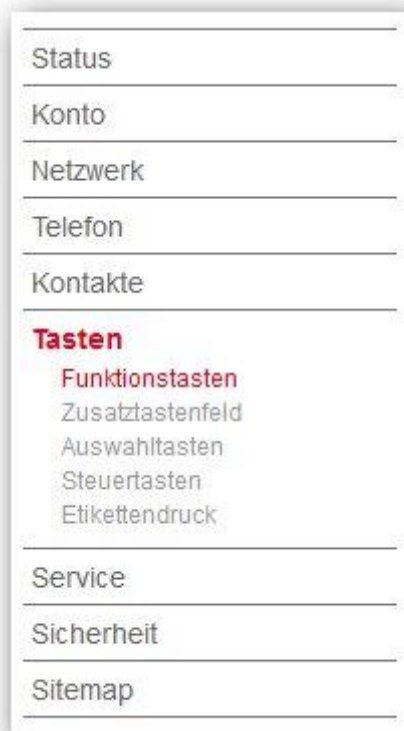 Status
Konto
Netzwerk
Telefon
Kontakte
Tasten
Funktionstasten
Zusatztastenfeld
Auswahltasten
Steuertasten
Etikettendruck
Service
Sicherheit
Sitemap